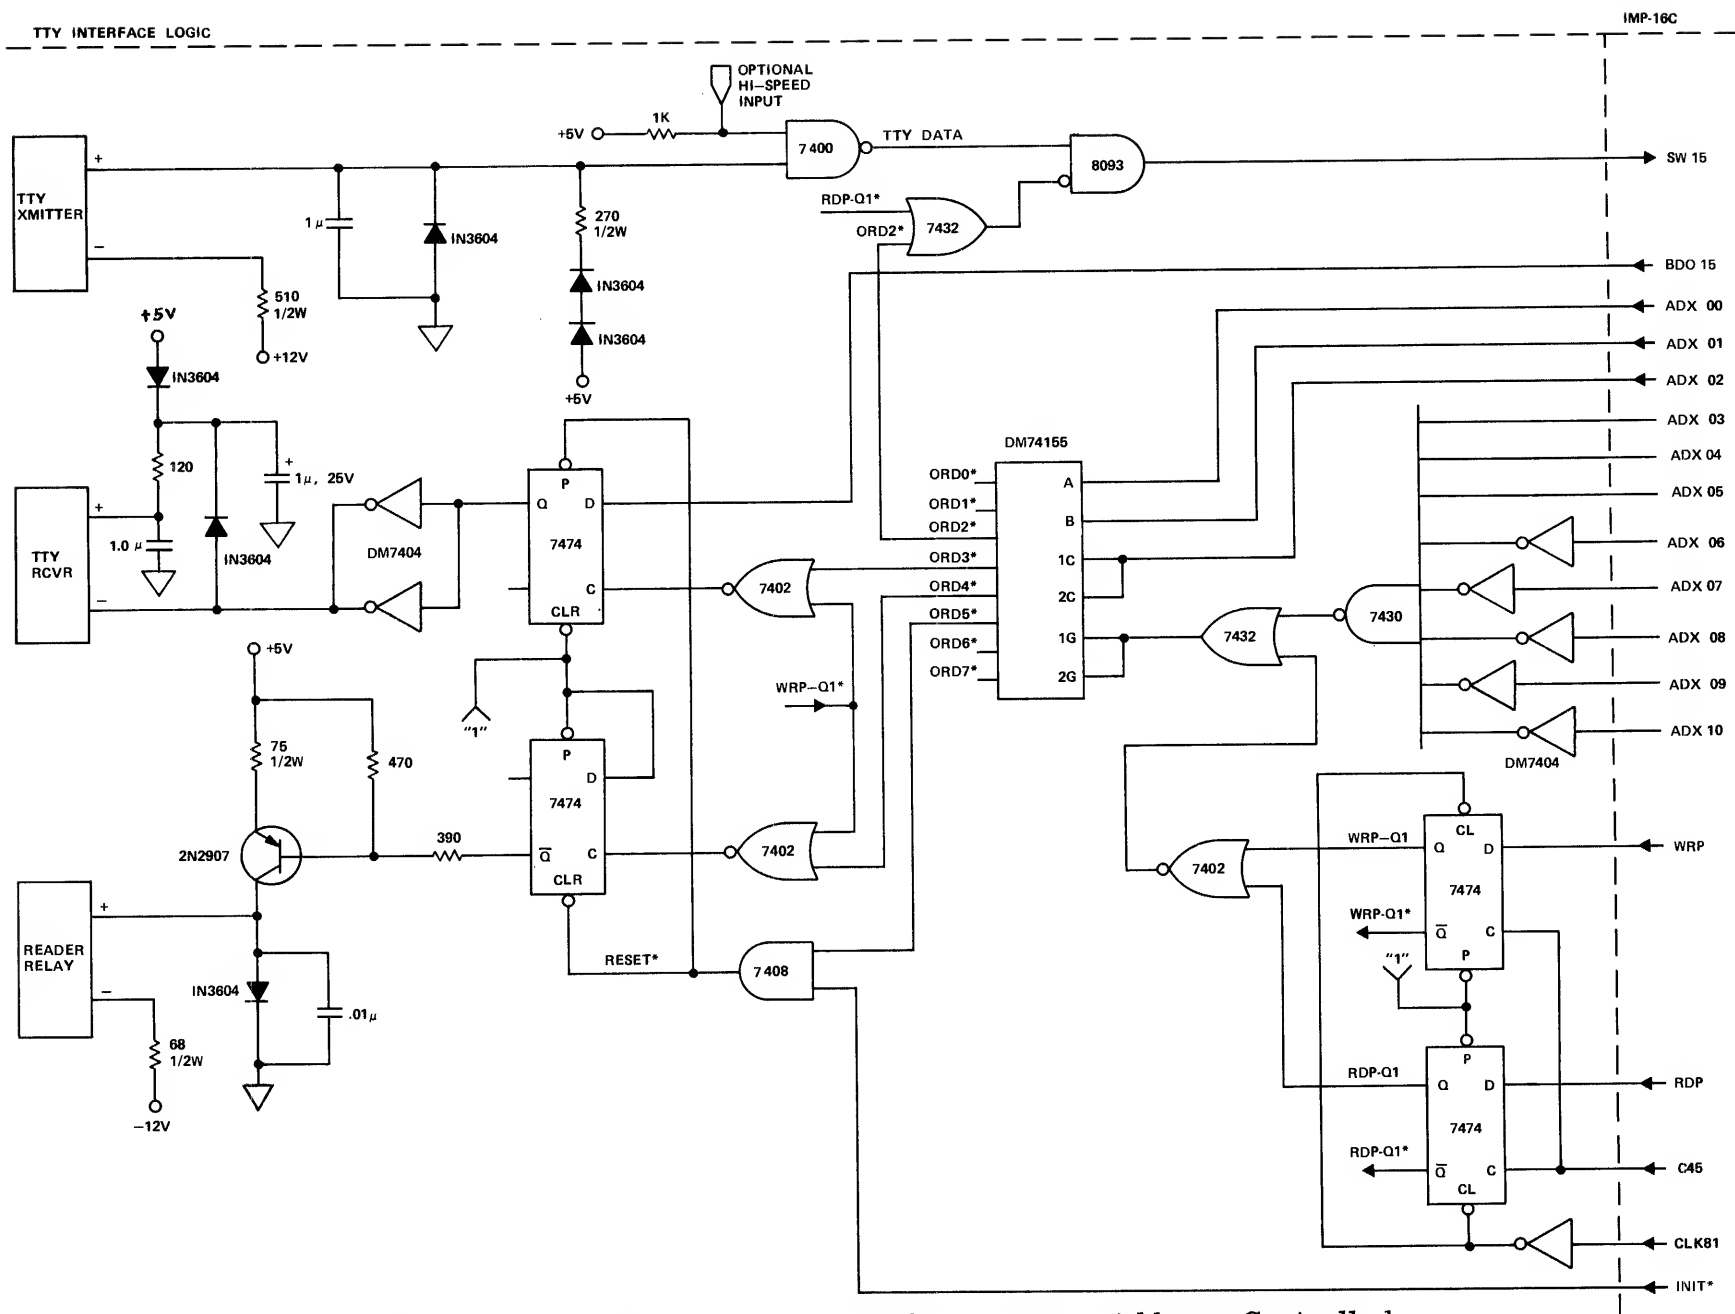 TTY INTERFACE LOGIC
IMP-16C
OPTIONAL
HI-SPEED
INPUT
+5V
1K
7400
TTY DATA
8093
SW 15
TTY
XMITTER
+
−
1μ
IN3604
270
1/2W
IN3604
IN3604
+5V
RDP-Q1*
ORD2*
7432
BDO 15
510
1/2W
+12V
ADX 00
ADX 01
ADX 02
ADX 03
ADX 04
ADX 05
ADX 06
ADX 07
ADX 08
ADX 09
ADX 10
DM7404
+5V
IN3604
120
+
1μ, 25V
TTY
RCVR
+
−
1.0 μ
IN3604
DM7404
P
Q
D
7474
C
CLR
DM74155
ORD0*
ORD1*
ORD2*
ORD3*
ORD4*
ORD5*
ORD6*
ORD7*
A
B
1C
2C
1G
2G
7402
7432
7430
+5V
75
1/2W
470
"1"
WRP-Q1*
P
D
7474
Q̅
C
CLR
2N2907
390
7402
READER
RELAY
+
−
IN3604
.01μ
68
1/2W
−12V
RESET*
7408
7402
WRP-Q1
CL
Q
D
7474
WRP-Q1*
Q̅
C
P
"1"
WRP
RDP-Q1
P
Q
D
7474
RDP-Q1*
Q̅
C
CL
RDP
C45
CLK81
INIT*